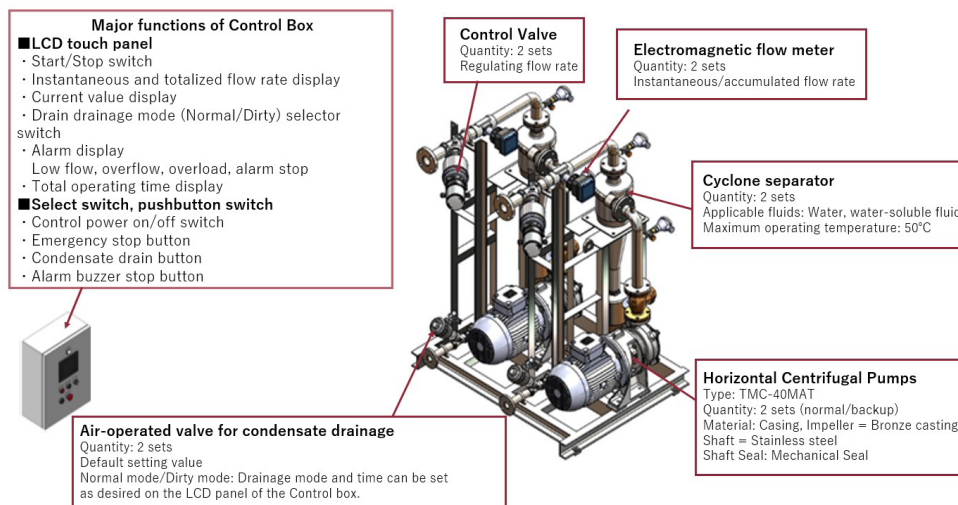 Major functions of Control Box
■LCD touch panel
・Start/Stop switch
・Instantaneous and totalized flow rate display
・Current value display
・Drain drainage mode (Normal/Dirty) selector
switch
・Alarm display
Low flow, overflow, overload, alarm stop
・Total operating time display
■Select switch, pushbutton switch
・Control power on/off switch
・Emergency stop button
・Condensate drain button
・Alarm buzzer stop button
Control Valve
Quantity: 2 sets
Regulating flow rate
Electromagnetic flow meter
Quantity: 2 sets
Instantaneous/accumulated flow rate
Cyclone separator
Quantity: 2 sets
Applicable fluids: Water, water-soluble fluid
Maximum operating temperature: 50°C
Horizontal Centrifugal Pumps
Type: TMC-40MAT
Quantity: 2 sets (normal/backup)
Material: Casing, Impeller = Bronze casting
Shaft = Stainless steel
Shaft Seal: Mechanical Seal
Air-operated valve for condensate drainage
Quantity: 2 sets
Default setting value
Normal mode/Dirty mode: Drainage mode and time can be set
as desired on the LCD panel of the Control box.